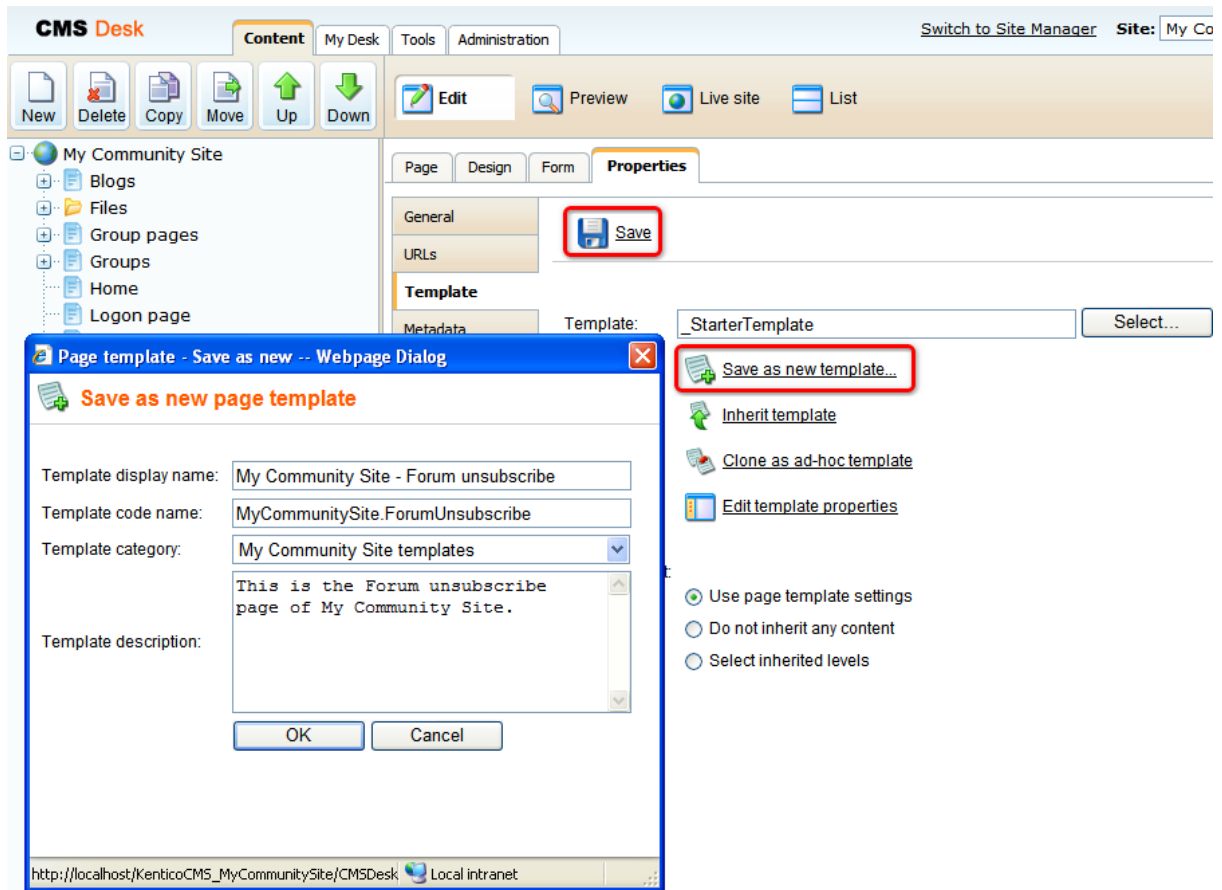 CMS Desk
Content
My Desk
Tools
Administration
Switch to Site Manager
Site: My Co
New
Delete
Copy
Move
Up
Down
Edit
Preview
Live site
List
My Community Site
Blogs
Files
Group pages
Groups
Home
Logon page
Page
Design
Form
Properties
General
URLs
Template
Metadata
Save
Template:
_StarterTemplate
Select...
Save as new template...
Inherit template
Clone as ad-hoc template
Edit template properties
Use page template settings
Do not inherit any content
Select inherited levels
Page template - Save as new -- Webpage Dialog
Save as new page template
Template display name:
My Community Site - Forum unsubscribe
Template code name:
MyCommunitySite.ForumUnsubscribe
Template category:
My Community Site templates
Template description:
This is the Forum unsubscribe
page of My Community Site.
OK
Cancel
http://localhost/KenticoCMS_MyCommunitySite/CMSDesk
Local intranet